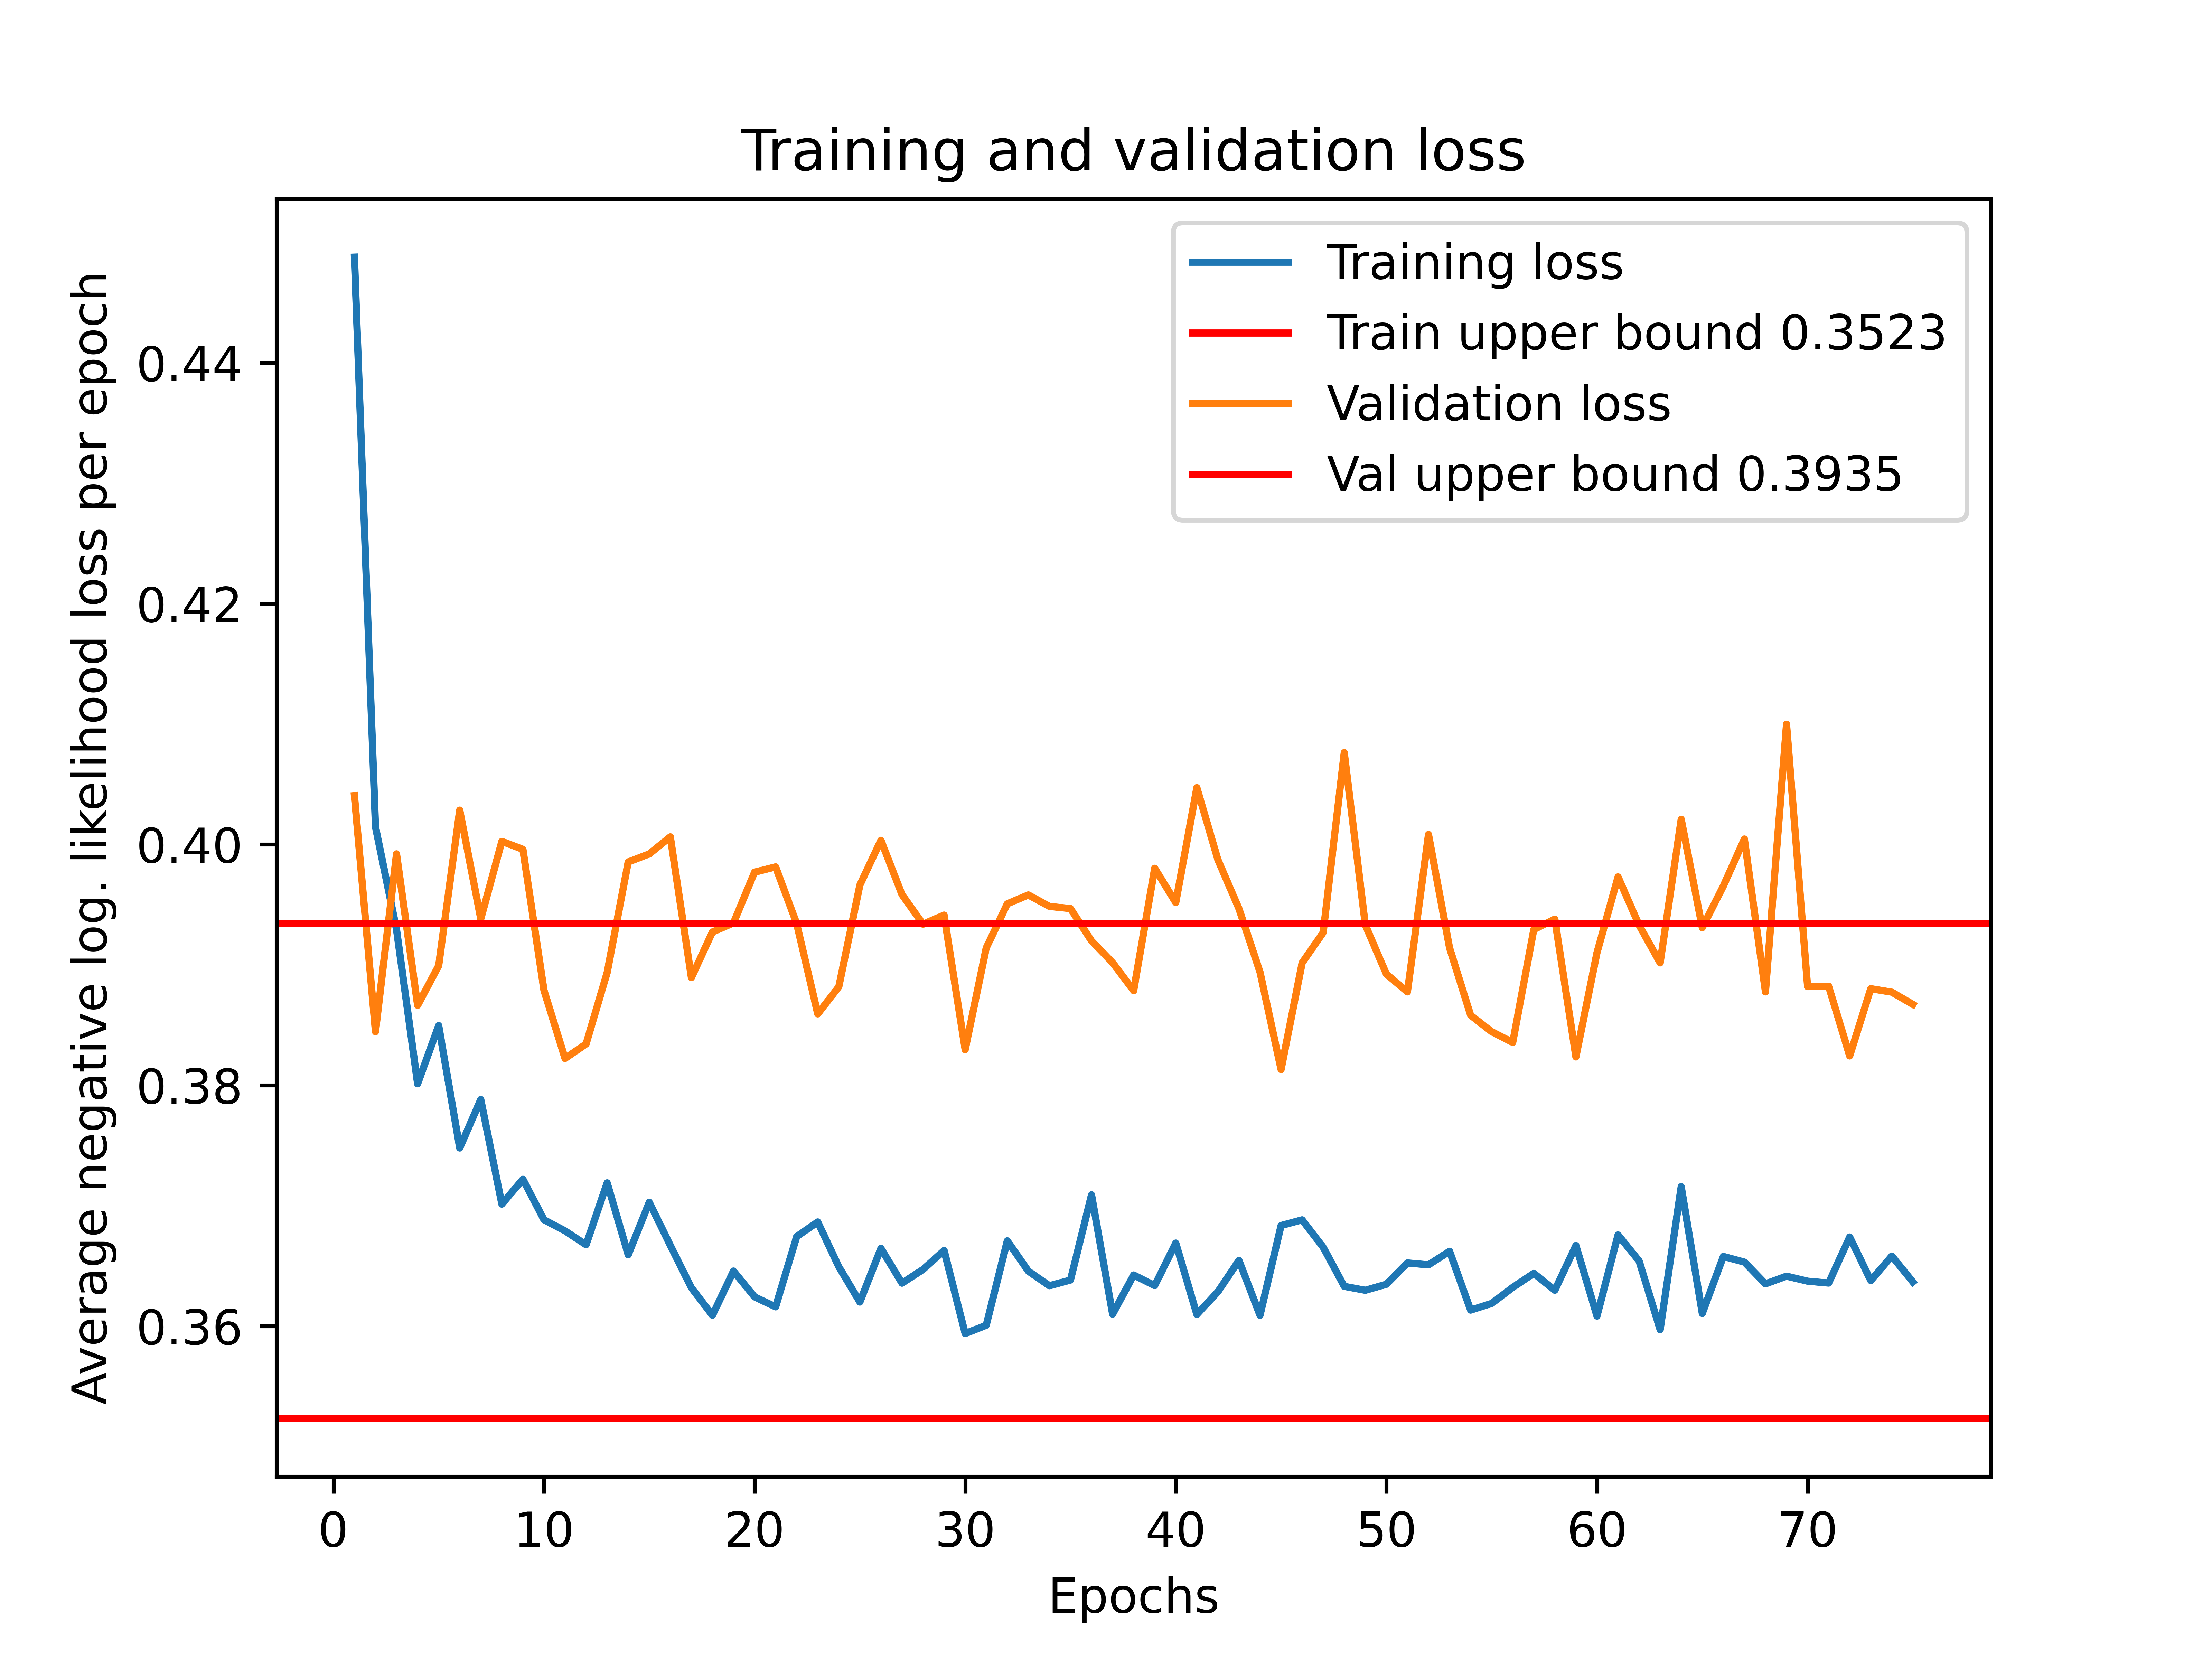 Training and validation loss
Training loss
Train upper bound 0.3523
Validation loss
Val upper bound 0.3935
Average negative log. likelihood loss per epoch
0.44
0.42
0.40
0.38
0.36
0 10 20 30 40 50 60 70
Epochs